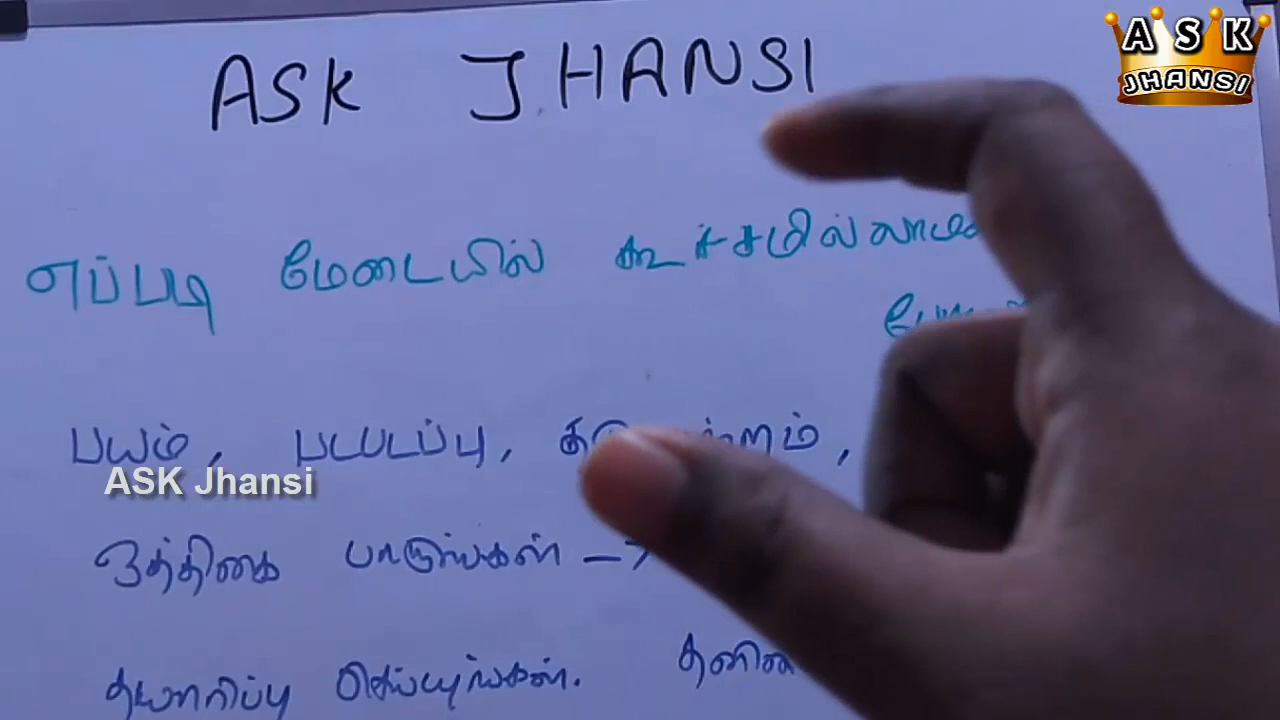 ASK JHANSI
ASK
JHANSI
எப்படி மேடையில் கூச்சமில்லாமல்
பயம், படபடப்பு,
ASK Jhansi
ஒத்திகை பாருங்கள் →
தயாரிப்பு செய்யுங்கள்.